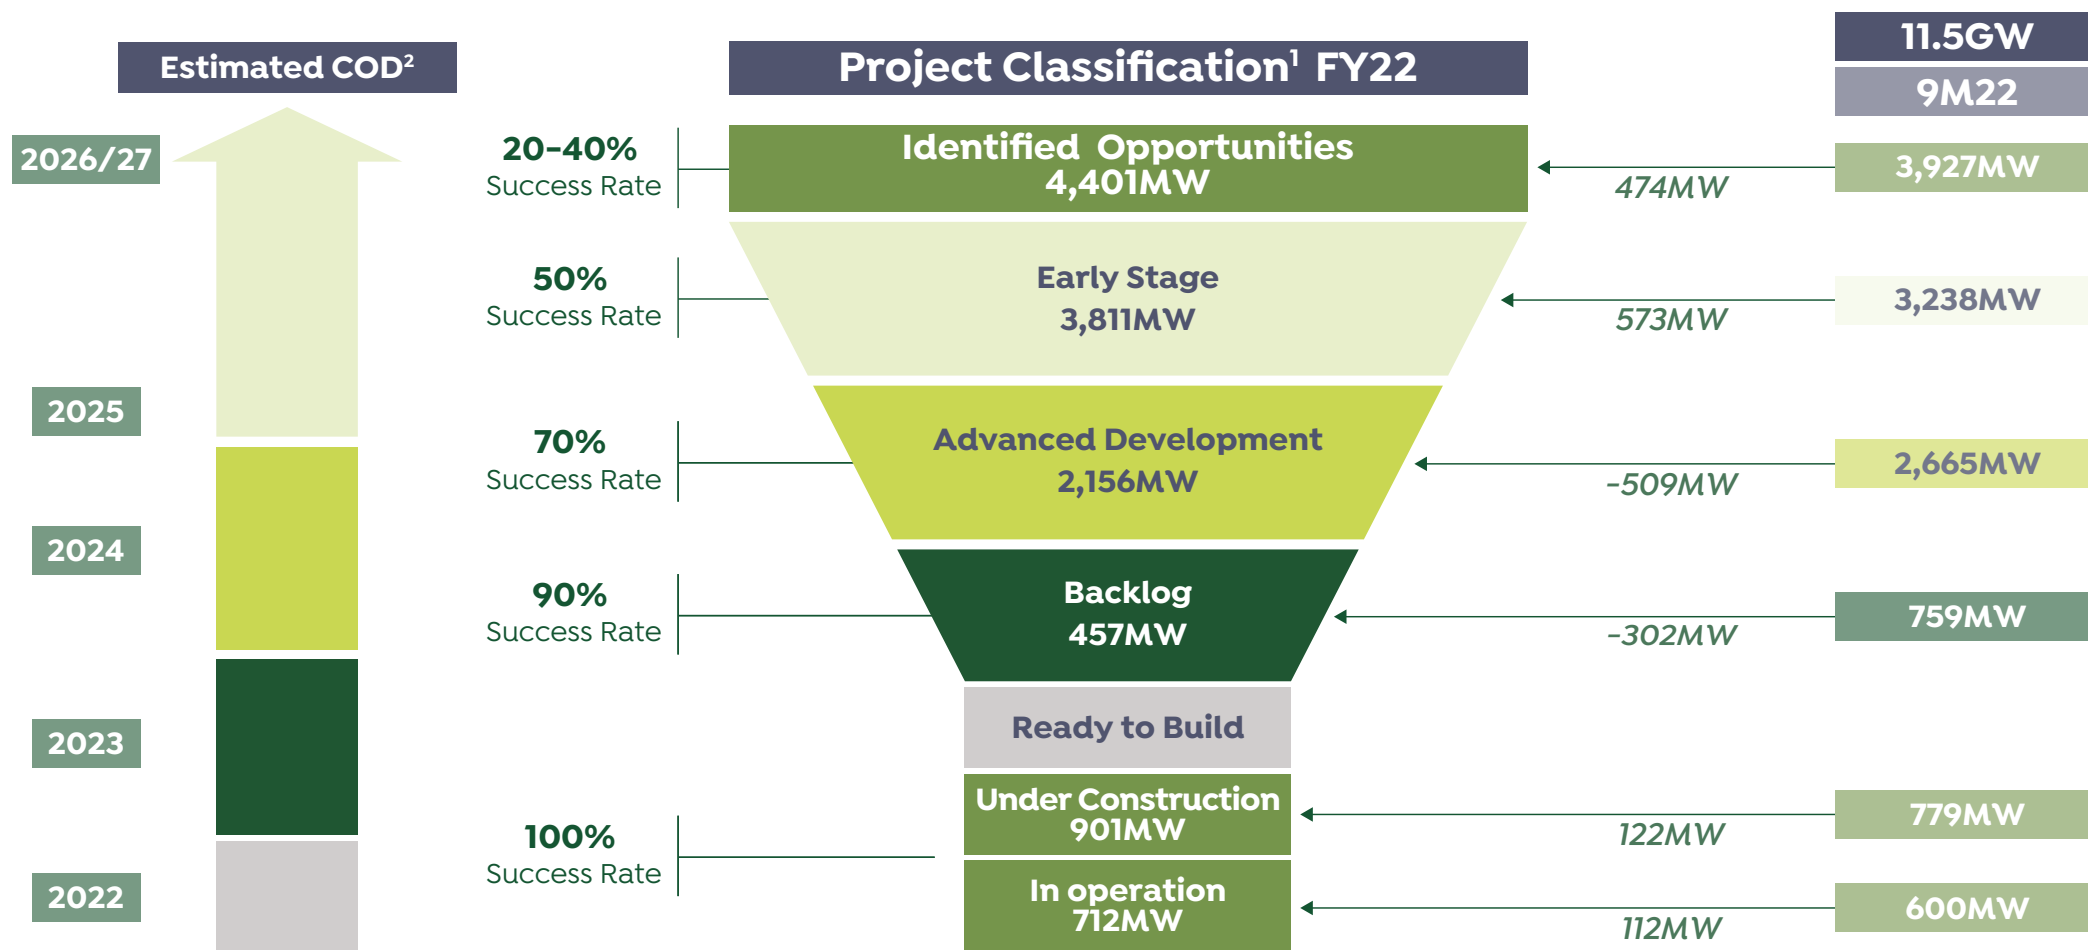 Estimated COD²
Project Classification¹ FY22
11.5GW
9M22
2026/27
20-40%
Success Rate
Identified Opportunities
4,401MW
474MW
3,927MW
50%
Success Rate
Early Stage
3,811MW
573MW
3,238MW
2025
70%
Success Rate
Advanced Development
2,156MW
-509MW
2,665MW
2024
90%
Success Rate
Backlog
457MW
-302MW
759MW
2023
Ready to Build
100%
Success Rate
Under Construction
901MW
122MW
779MW
2022
In operation
712MW
112MW
600MW